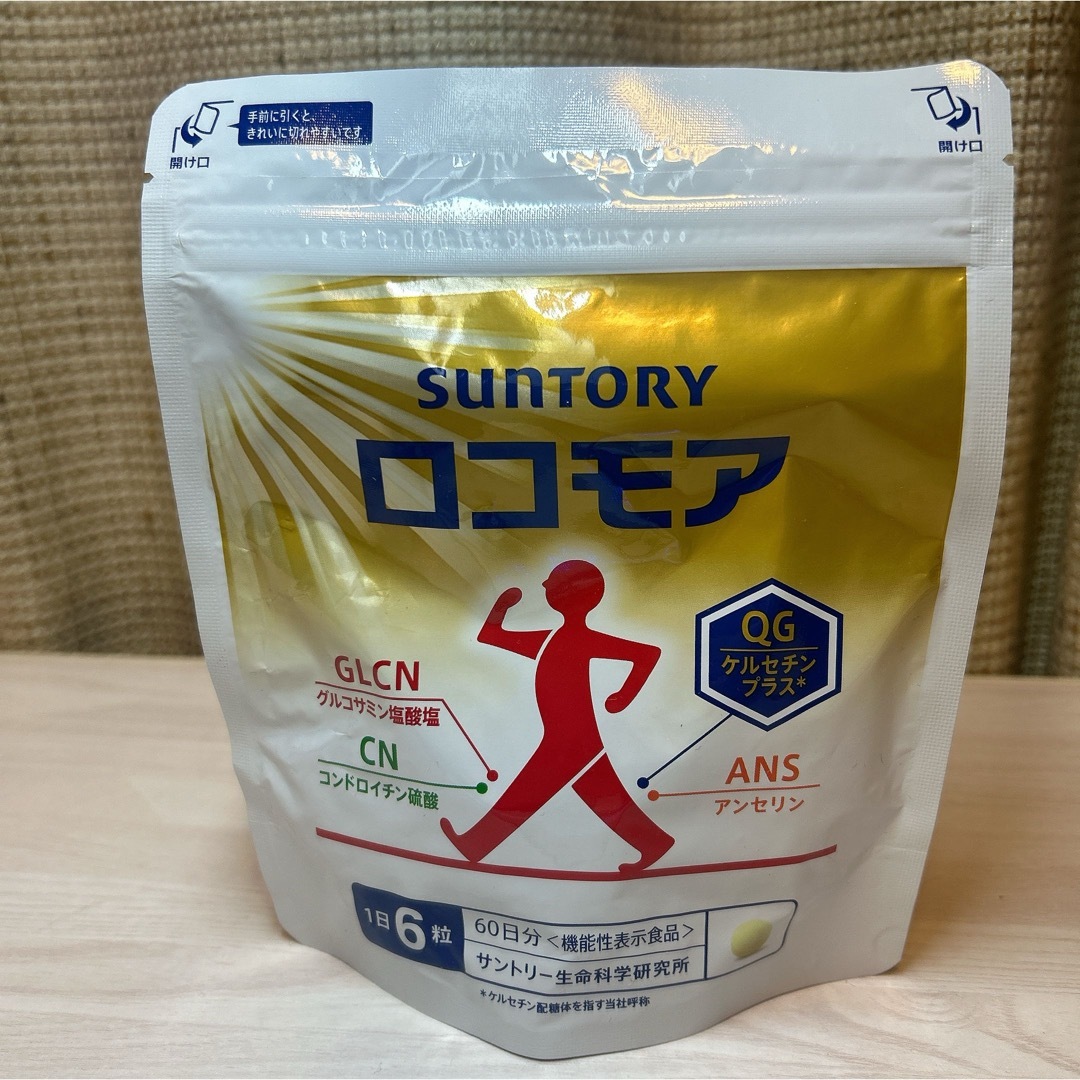 手前に引くと、
きれいに切れやすいです
開け口
開け口
SUNTORY
ロコモア
QG
ケルセチン
プラス*
GLCN
グルコサミン塩酸塩
CN
コンドロイチン硫酸
ANS
アンセリン
1日6粒
60日分<機能性表示食品>
サントリー生命科学研究所
*ケルセチン配糖体を指す当社呼称